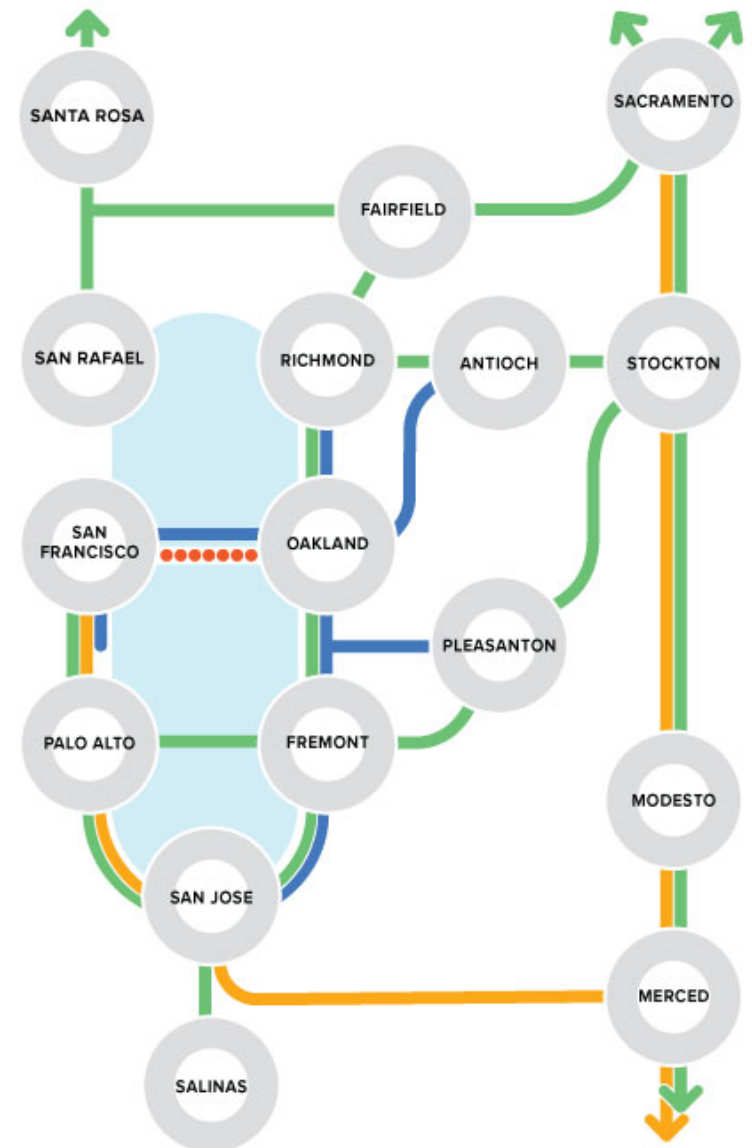 SANTA ROSA
SACRAMENTO
FAIRFIELD
SAN RAFAEL
RICHMOND
ANTIOCH
STOCKTON
SAN
FRANCISCO
OAKLAND
PLEASANTON
PALO ALTO
FREMONT
MODESTO
SAN JOSE
MERCED
SALINAS